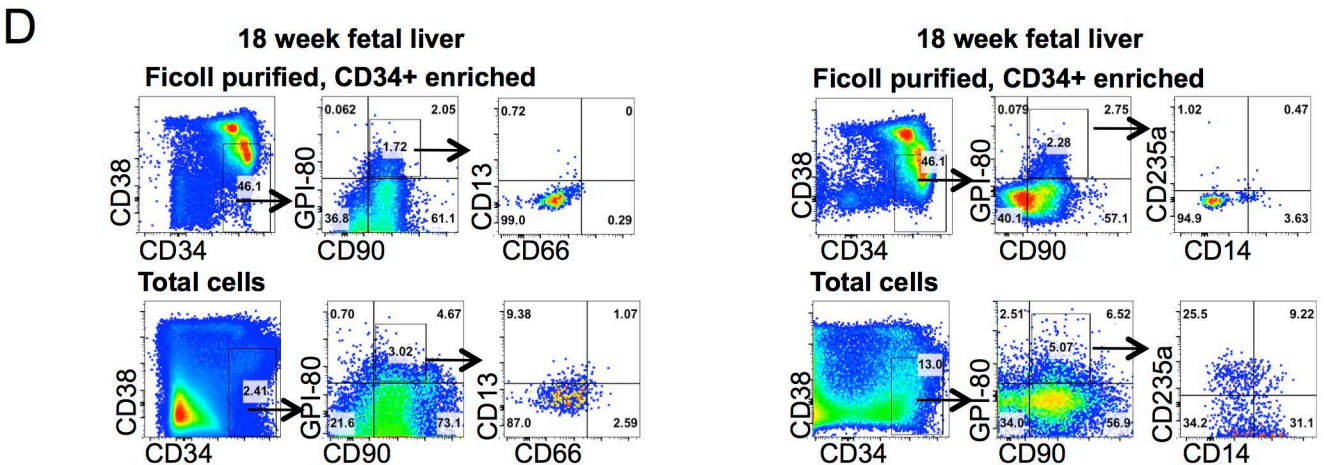 D
18 week fetal liver
Ficoll purified, CD34+ enriched
CD38
46.1
CD34
GPI-80
0.062
2.05
1.72
36.8
61.1
CD90
CD13
0.72
0
99.0
0.29
CD66
Total cells
CD38
2.41
CD34
GPI-80
0.70
4.67
3.02
21.6
73.1
CD90
CD13
9.38
1.07
87.0
2.59
CD66
18 week fetal liver
Ficoll purified, CD34+ enriched
CD38
46.1
CD34
GPI-80
0.079
2.75
2.28
40.1
57.1
CD90
CD235a
1.02
0.47
94.9
3.63
CD14
Total cells
CD38
13.0
CD34
GPI-80
2.51
6.52
5.07
34.0
56.9
CD90
CD235a
25.5
9.22
34.2
31.1
CD14